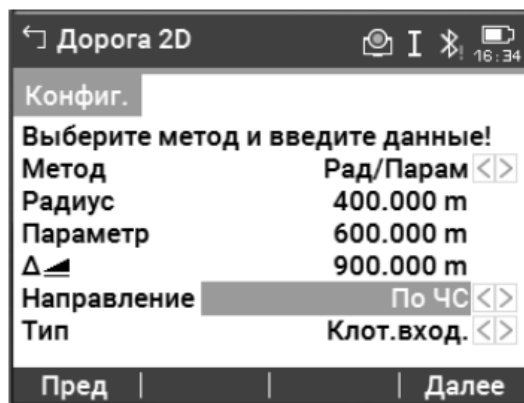 Дорога 2D
I
16:34
Конфиг.
Выберите метод и введите данные!
Метод Рад/Парам
Радиус 400.000 m
Параметр 600.000 m
Δ 900.000 m
Направление По ЧС
Тип Клот.вход.
Пред | | | Далее